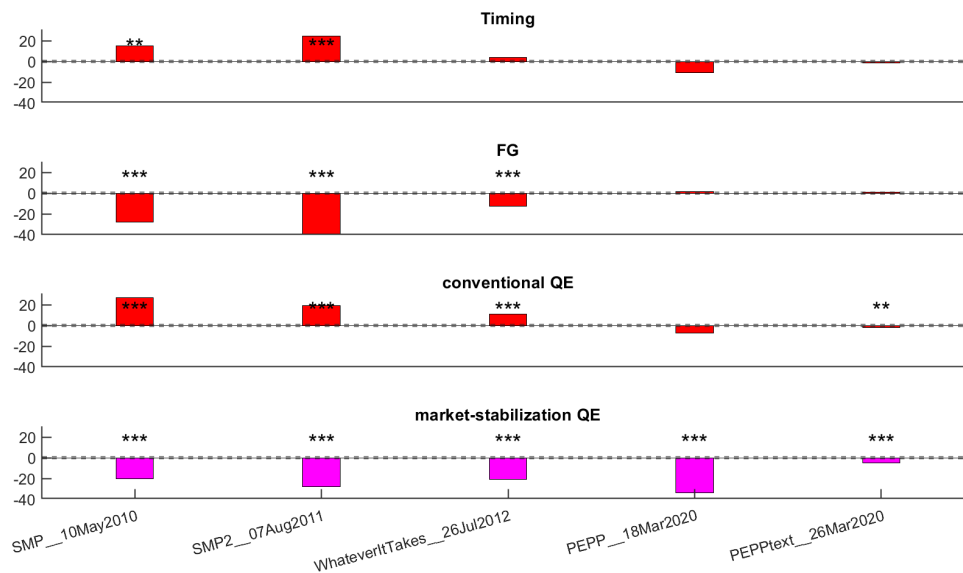 Timing
20
0
-20
-40
** ***
FG
20
0
-20
-40
*** *** ***
conventional QE
20
0
-20
-40
*** *** *** **
market-stabilization QE
20
0
-20
-40
*** *** *** *** ***
SMP__10May2010
SMP2__07Aug2011
WhateverItTakes__26Jul2012
PEPP__18Mar2020
PEPPtext__26Mar2020